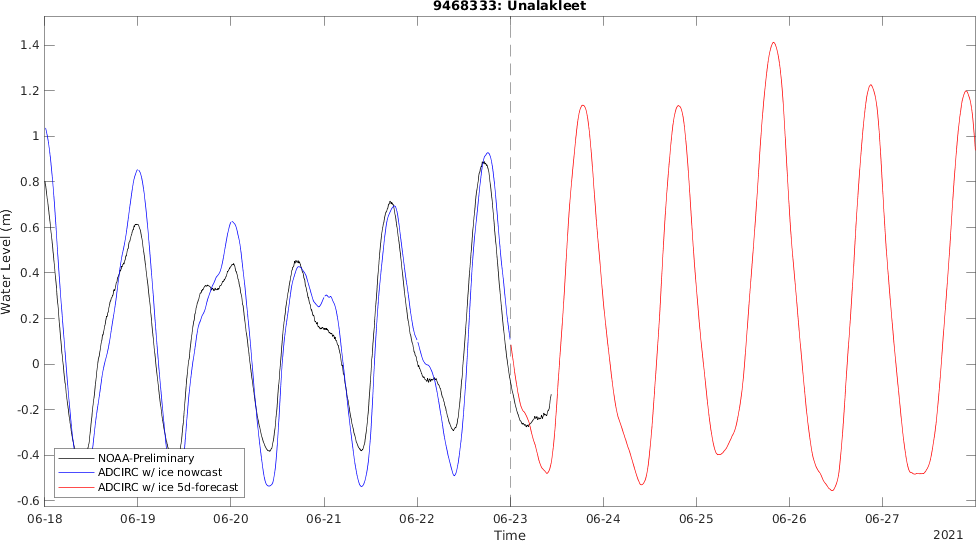 9468333: Unalakleet
Water Level (m)
1.4
1.2
1
0.8
0.6
0.4
0.2
0
-0.2
-0.4
-0.6
NOAA-Preliminary
ADCIRC w/ ice nowcast
ADCIRC w/ ice 5d-forecast
06-18 06-19 06-20 06-21 06-22 06-23 06-24 06-25 06-26 06-27
Time
2021